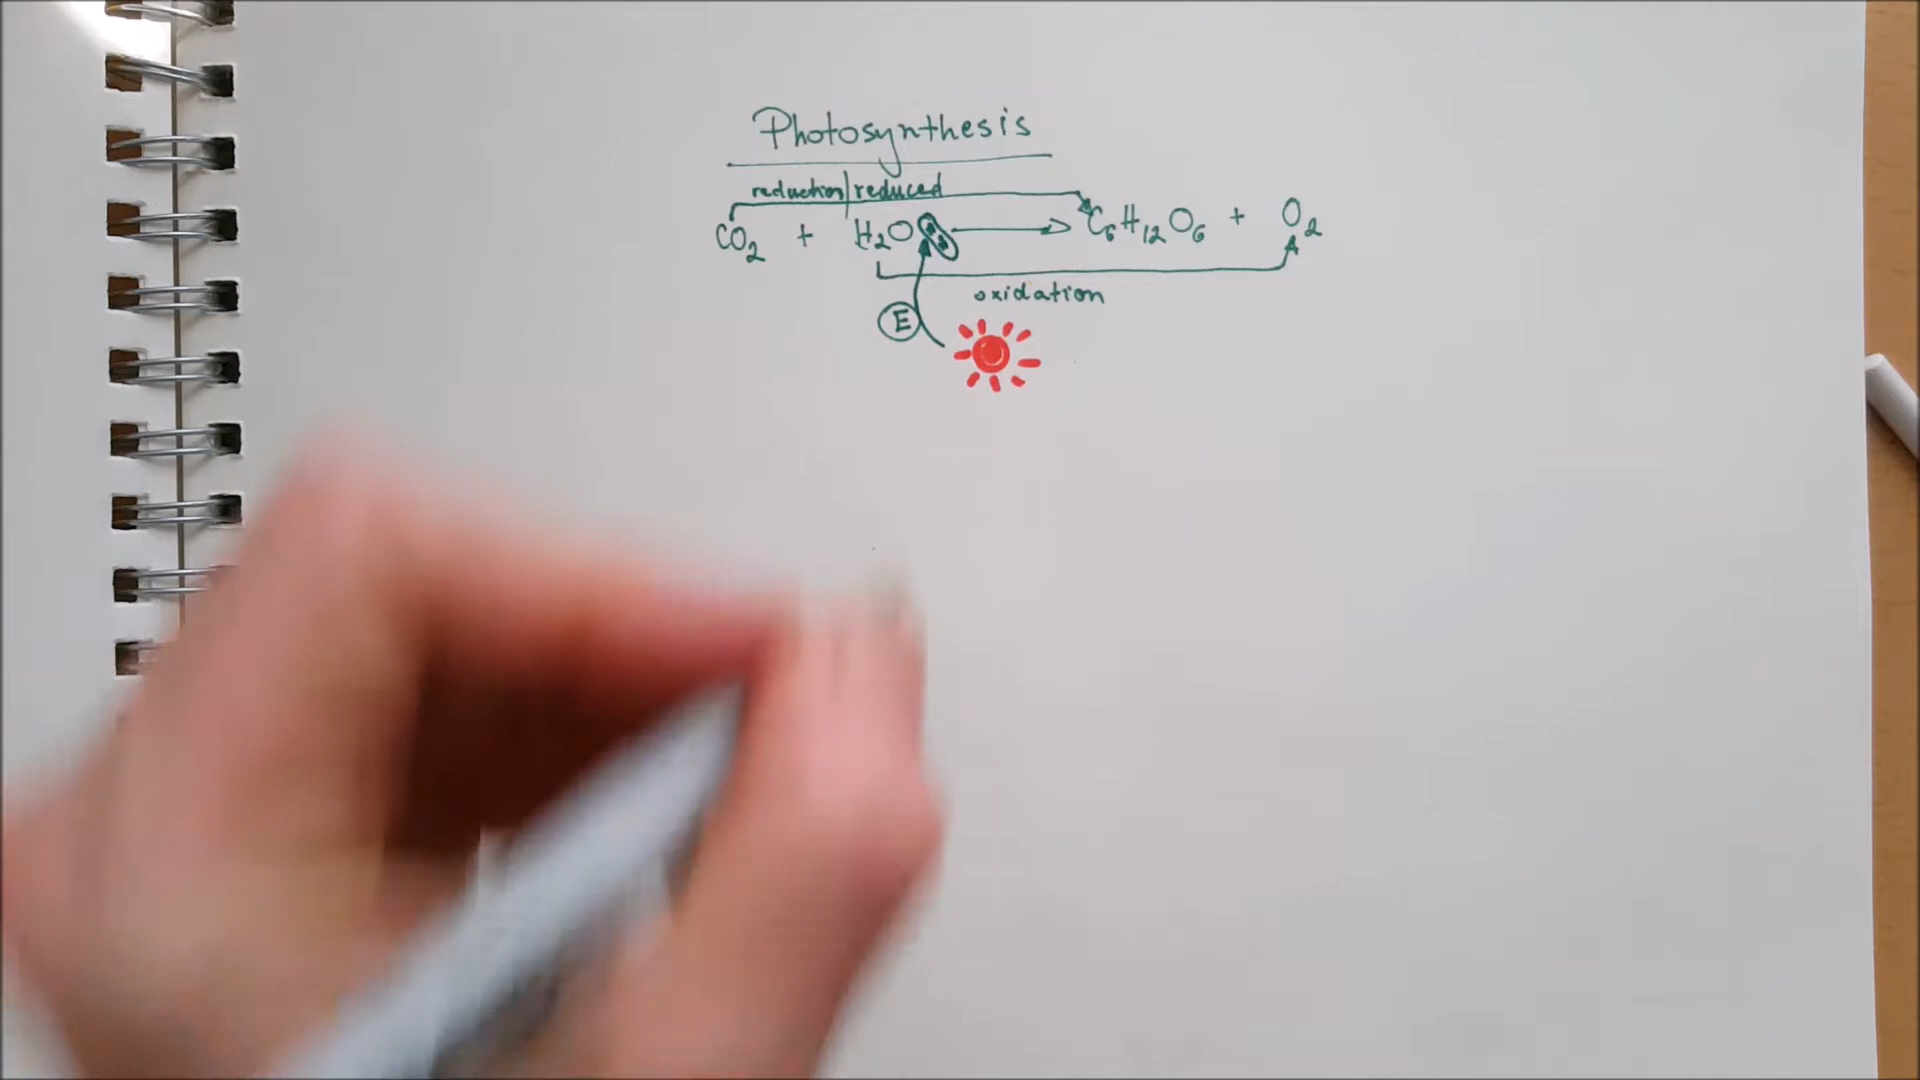 Photosynthesis
reduction/reduced
CO₂ + H₂O → C₆H₁₂O₆ + O₂
oxidation
E